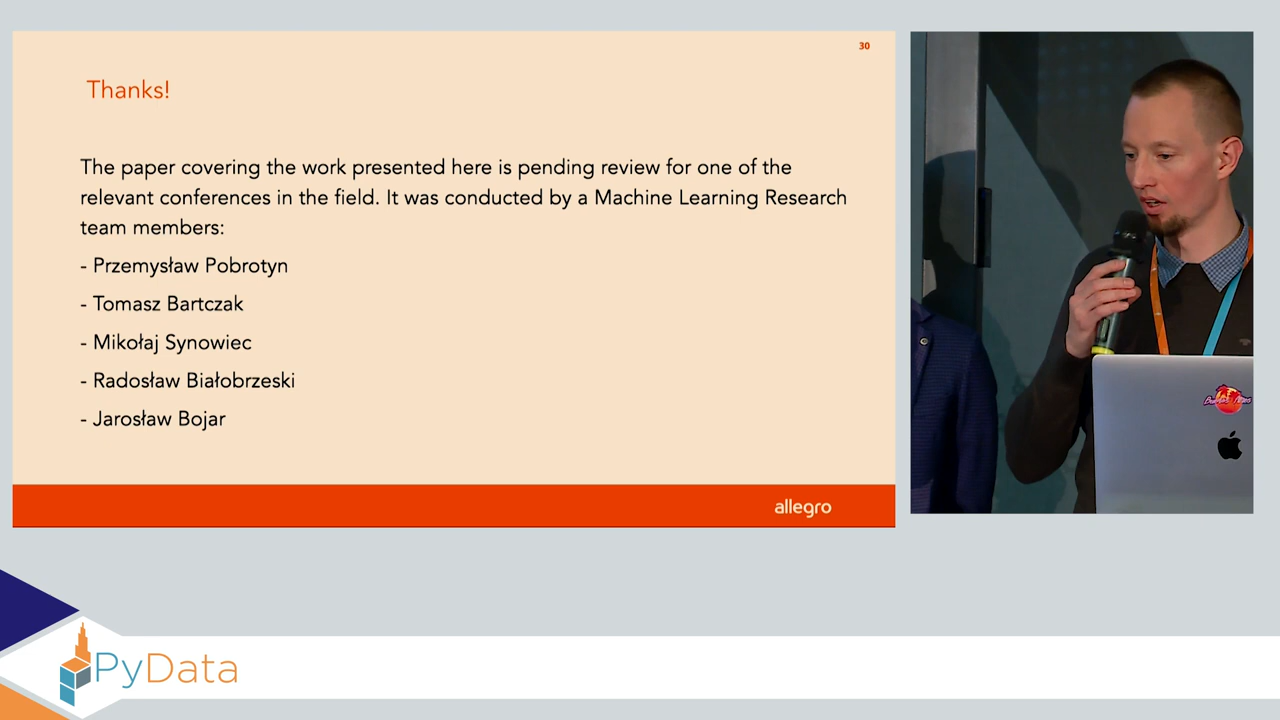 30
Thanks!
The paper covering the work presented here is pending review for one of the
relevant conferences in the field. It was conducted by a Machine Learning Research
team members:
- Przemysław Pobrotyn
- Tomasz Bartczak
- Mikołaj Synowiec
- Radosław Białobrzeski
- Jarosław Bojar
allegro
PyData